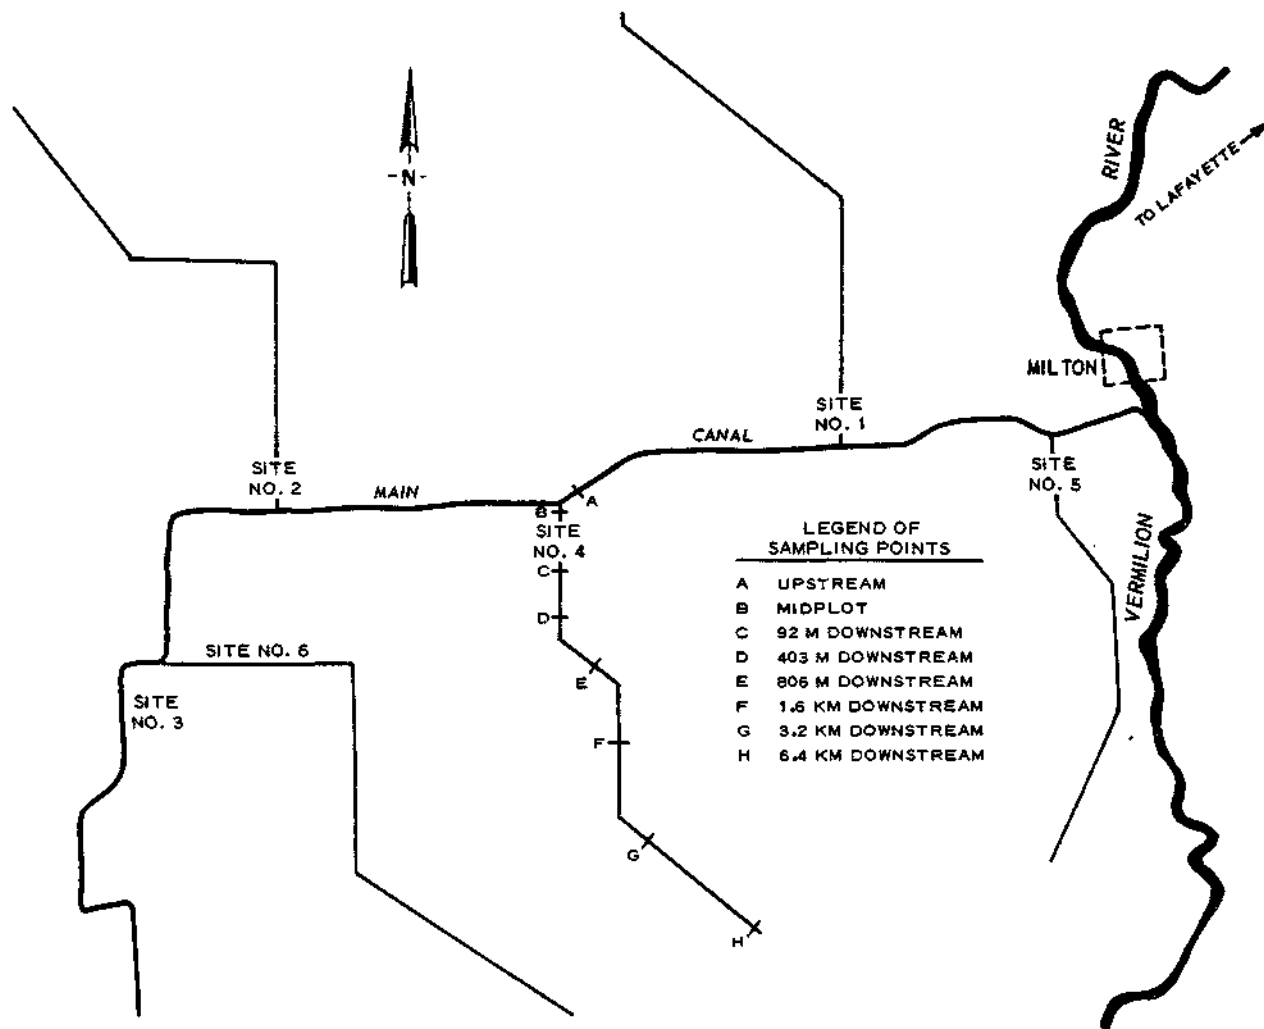 -N-
RIVER
TO LAFAYETTE
MILTON
SITE
NO. 1
CANAL
SITE
NO. 2
MAIN
A
B
SITE
NO. 4
SITE
NO. 5
C
D
E
F
G
H
VERMILION
SITE NO. 6
SITE
NO. 3
LEGEND OF
SAMPLING POINTS
A UPSTREAM
B MIDPLOT
C 92 M DOWNSTREAM
D 403 M DOWNSTREAM
E 806 M DOWNSTREAM
F 1.6 KM DOWNSTREAM
G 3.2 KM DOWNSTREAM
H 6.4 KM DOWNSTREAM